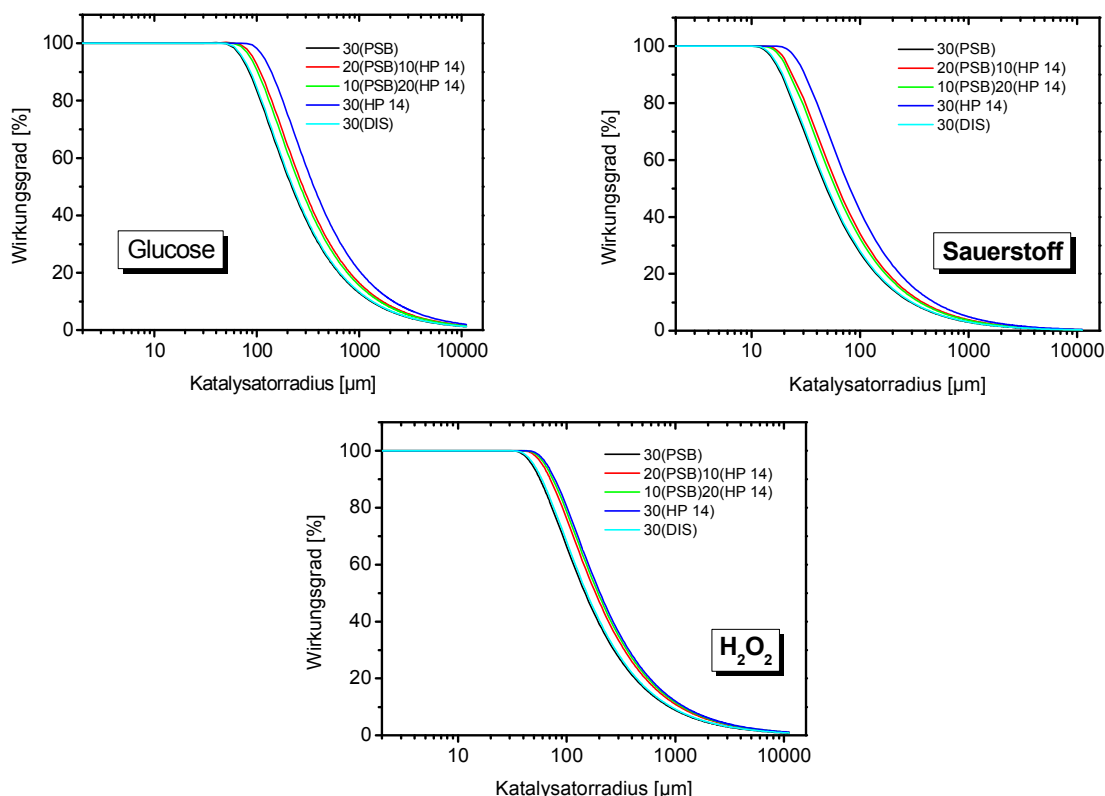 100
80
60
40
20
0
Wirkungsgrad [%]
30(PSB)
20(PSB)10(HP 14)
10(PSB)20(HP 14)
30(HP 14)
30(DIS)
Glucose
10 100 1000 10000
Katalysatorradius [µm]
100
80
60
40
20
0
Wirkungsgrad [%]
30(PSB)
20(PSB)10(HP 14)
10(PSB)20(HP 14)
30(HP 14)
30(DIS)
Sauerstoff
10 100 1000 10000
Katalysatorradius [µm]
100
80
60
40
20
0
Wirkungsgrad [%]
30(PSB)
20(PSB)10(HP 14)
10(PSB)20(HP 14)
30(HP 14)
30(DIS)
H₂O₂
10 100 1000 10000
Katalysatorradius [µm]